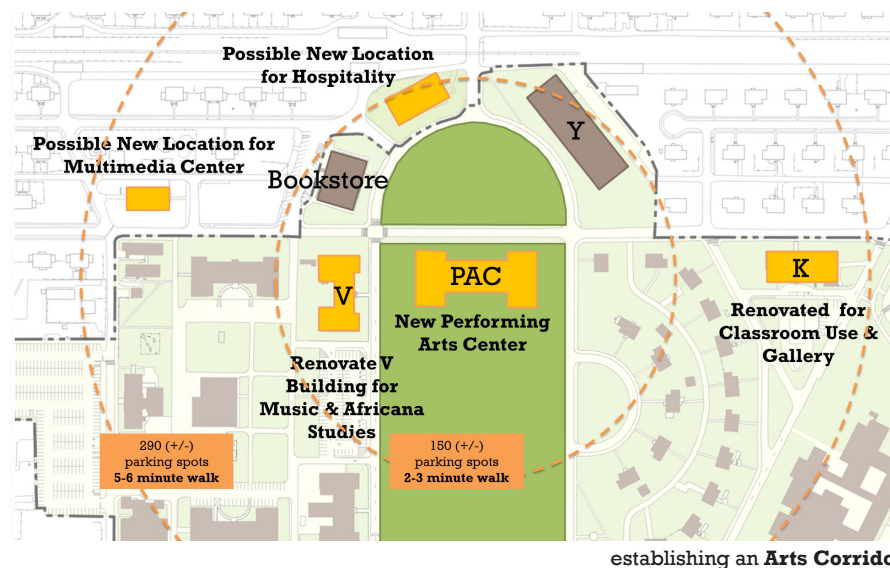 Possible New Location
for Hospitality
Possible New Location for
Multimedia Center
Bookstore
Y
V
PAC
K
New Performing
Arts Center
Renovated for
Classroom Use &
Gallery
Renovate V
Building for
Music & Africana
Studies
290 (+/-)
parking spots
5-6 minute walk
150 (+/-)
parking spots
2-3 minute walk
establishing an Arts Corrido